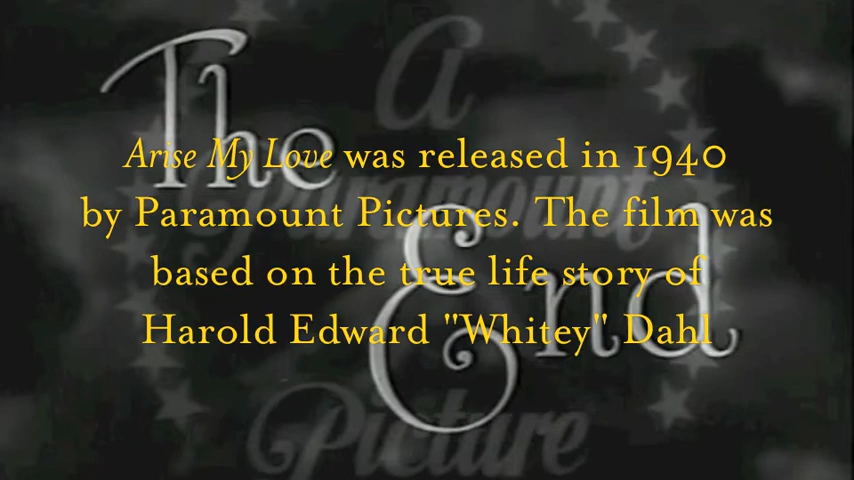 Arise My Love was released in 1940
by Paramount Pictures. The film was
based on the true life story of
Harold Edward "Whitey" Dahl
The
End
A
Paramount
Picture